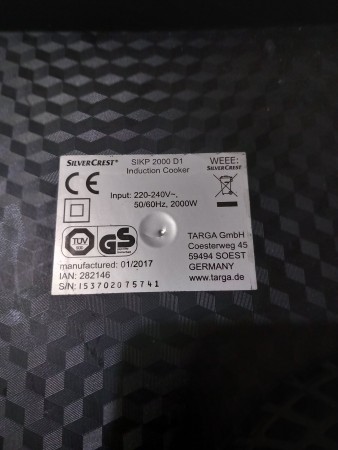 SILVERCREST® SIKP 2000 D1 WEEE:
Induction Cooker SILVERCREST
CE
Input: 220-240V~,
50/60Hz, 2000W
TÜV GS
TARGA GmbH
Coesterweg 45
59494 SOEST
GERMANY
www.targa.de
manufactured: 01/2017
IAN: 282146
S/N: 153702075741